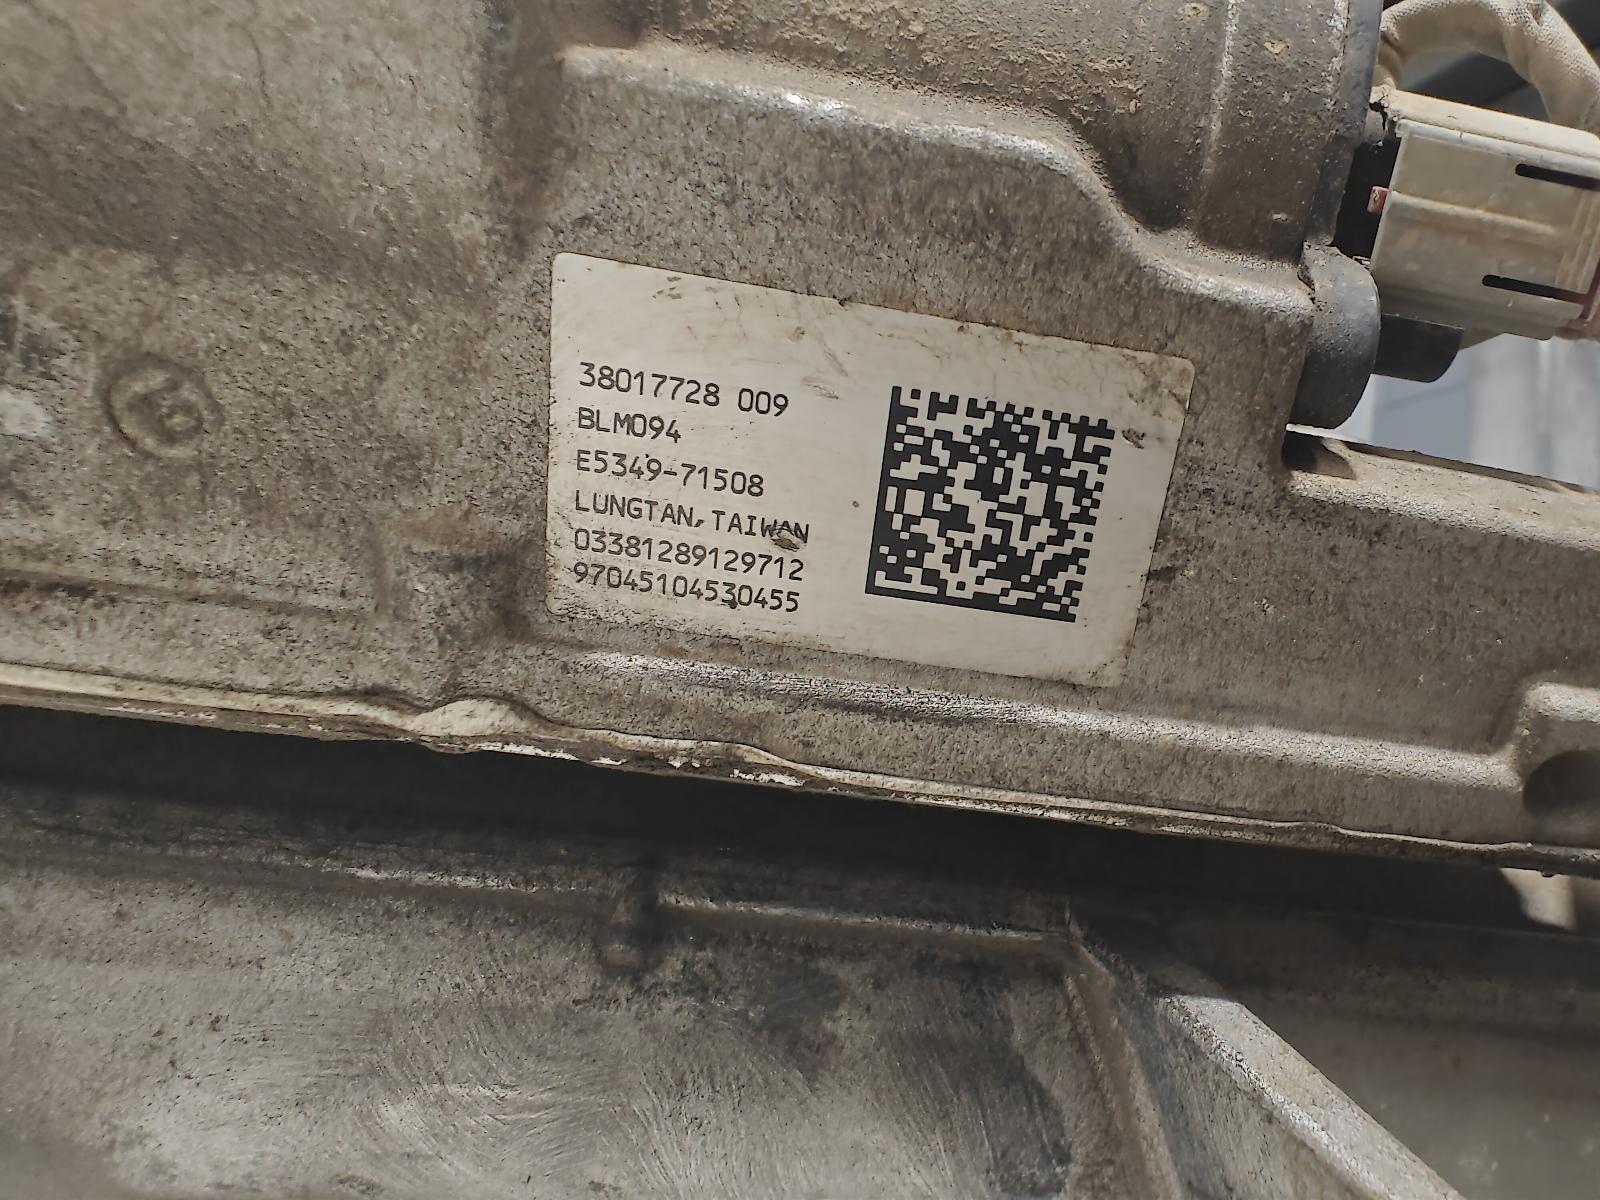 38017728 009
BLM094
E5349-71508
LUNGTAN, TAIWAN
03381289129712
97045104530455